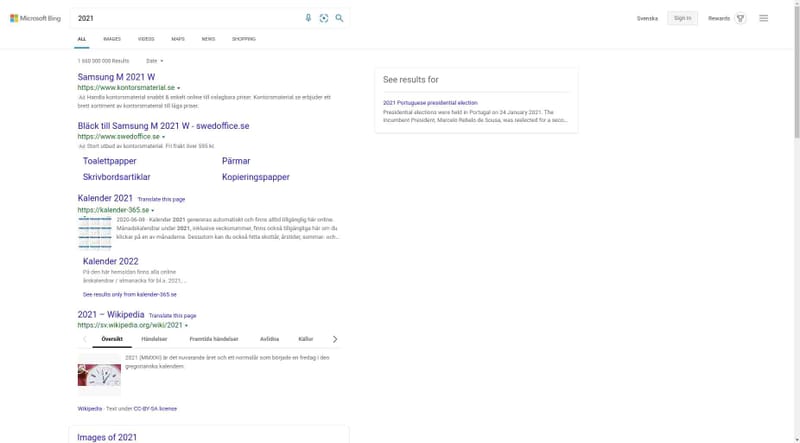 Microsoft Bing
2021
Svenska
Sign in
Rewards
ALL
IMAGES
VIDEOS
MAPS
NEWS
SHOPPING
1 660 000 000 Results
Date
Samsung M 2021 W
https://www.kontorsmaterial.se
Ad Handla kontorsmaterial snabbt & enkelt online till oslagbara priser. Kontorsmaterial.se erbjuder ett
brett sortiment av kontorsmaterial till låga priser.
Bläck till Samsung M 2021 W - swedoffice.se
https://www.swedoffice.se
Ad Stort utbud av kontorsmaterial. Fri frakt över 595 kr.
Toalettpapper
Pärmar
Skrivbordsartiklar
Kopieringspapper
Kalender 2021 Translate this page
https://kalender-365.se
2020-06-08 · Kalender 2021 genereras automatiskt och finns alltid tillgänglig här online.
Månadskalendrar under 2021, inklusive veckonummer, finns också tillgängliga här om du
klickar på en av månaderna. Dessutom kan du också hitta skottår, årstider, sommar- och…
Kalender 2022
På den här hemsidan finns alla online
årskalendrar / almanacka för bl.a. 2021, ...
See results only from kalender-365.se
2021 – Wikipedia Translate this page
https://sv.wikipedia.org/wiki/2021
Översikt
Händelser
Framtida händelser
Avlidna
Källor
2021 (MMXXI) är det nuvarande året och ett normalår som började en fredag i den
gregorianska kalendern.
Wikipedia · Text under CC-BY-SA license
Images of 2021
See results for
2021 Portuguese presidential election
Presidential elections were held in Portugal on 24 January 2021. The
incumbent President, Marcelo Rebelo de Sousa, was reelected for a seco…